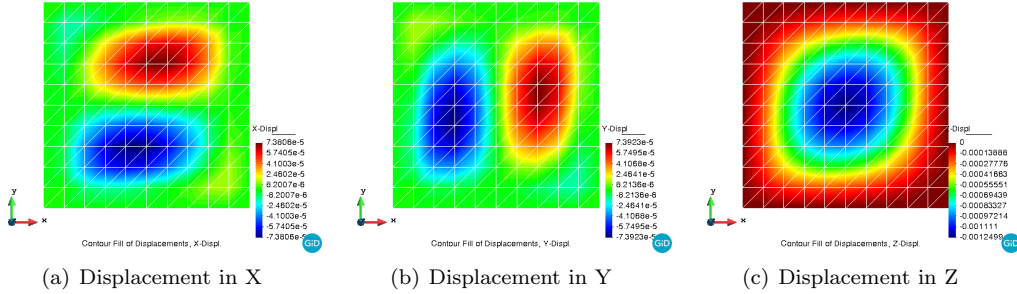 X-Displ
7.3806e-5
5.7405e-5
4.1003e-5
2.4602e-5
8.2007e-6
-8.2007e-6
-2.4602e-5
-4.1003e-5
-5.7405e-5
-7.3806e-5
y
x
GiD
Contour Fill of Displacements, X-Displ.
(a) Displacement in X
Y-Displ
7.3923e-5
5.7495e-5
4.1068e-5
2.4641e-5
8.2136e-6
-8.2136e-6
-2.4641e-5
-4.1068e-5
-5.7495e-5
-7.3923e-5
y
x
GiD
Contour Fill of Displacements, Y-Displ.
(b) Displacement in Y
Z-Displ
0
-0.00013888
-0.00027776
-0.00041663
-0.00055551
-0.00069439
-0.00083327
-0.00097214
-0.001111
-0.0012499
y
x
GiD
Contour Fill of Displacements, Z-Displ.
(c) Displacement in Z